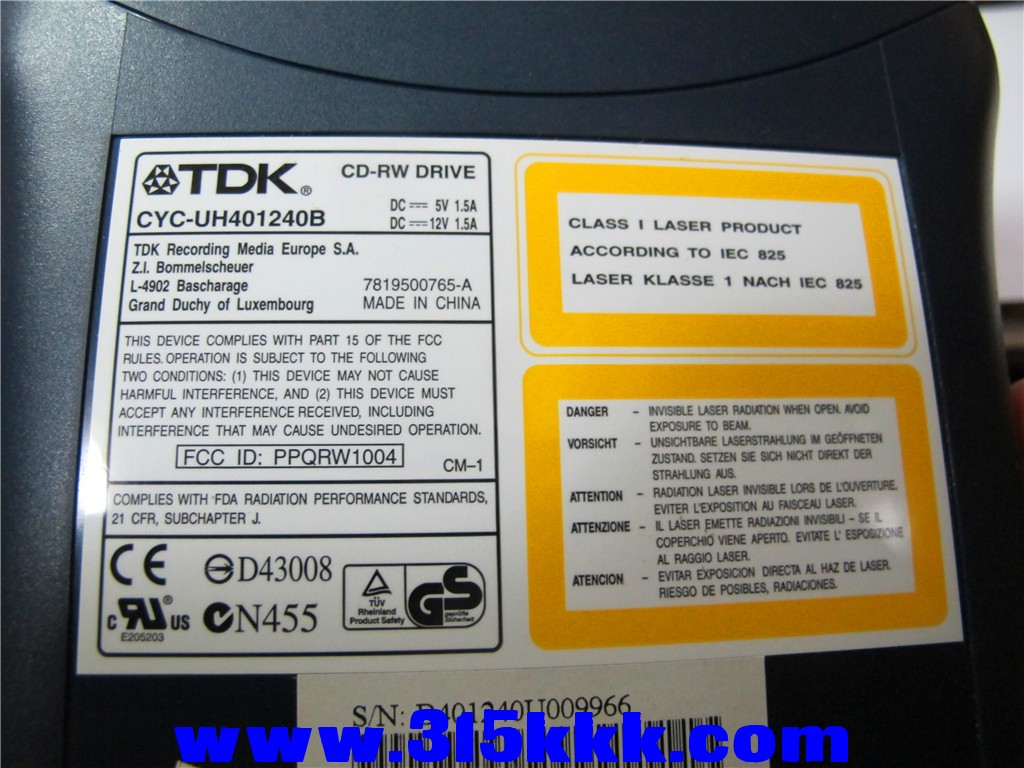 TDK® CD-RW DRIVE
CYC-UH401240B
DC 5V 1.5A
DC 12V 1.5A
TDK Recording Media Europe S.A.
Z.I. Bommelscheuer
L-4902 Bascharage 7819500765-A
Grand Duchy of Luxembourg MADE IN CHINA
THIS DEVICE COMPLIES WITH PART 15 OF THE FCC
RULES. OPERATION IS SUBJECT TO THE FOLLOWING
TWO CONDITIONS: (1) THIS DEVICE MAY NOT CAUSE
HARMFUL INTERFERENCE, AND (2) THIS DEVICE MUST
ACCEPT ANY INTERFERENCE RECEIVED, INCLUDING
INTERFERENCE THAT MAY CAUSE UNDESIRED OPERATION.
FCC ID: PPQRW1004 CM-1
COMPLIES WITH FDA RADIATION PERFORMANCE STANDARDS,
21 CFR, SUBCHAPTER J.
CE D43008
c RU® US N455
E205203
TÜV
Rheinland
Product Safety
GS
geprüfte
Sicherheit
CLASS I LASER PRODUCT
ACCORDING TO IEC 825
LASER KLASSE 1 NACH IEC 825
DANGER - INVISIBLE LASER RADIATION WHEN OPEN. AVOID
EXPOSURE TO BEAM.
VORSICHT - UNSICHTBARE LASERSTRAHLUNG IM GEÖFFNETEN
ZUSTAND. SETZEN SIE SICH NICHT DIREKT DER
STRAHLUNG AUS.
ATTENTION - RADIATION LASER INVISIBLE LORS DE L'OUVERTURE.
EVITER L'EXPOSITION AU FAISCEAU LASER.
ATTENZIONE - IL LASER EMETTE RADIAZIONI INVISIBILI - SE IL
COPERCHIO VIENE APERTO. EVITATE L' ESPOSIZIONE
AL RAGGIO LASER.
ATENCION - EVITAR EXPOSICION DIRECTA AL HAZ DE LASER.
RIESGO DE POSIBLES, RADIACIONES.
S/N: D401240U009966
www.315kkk.com